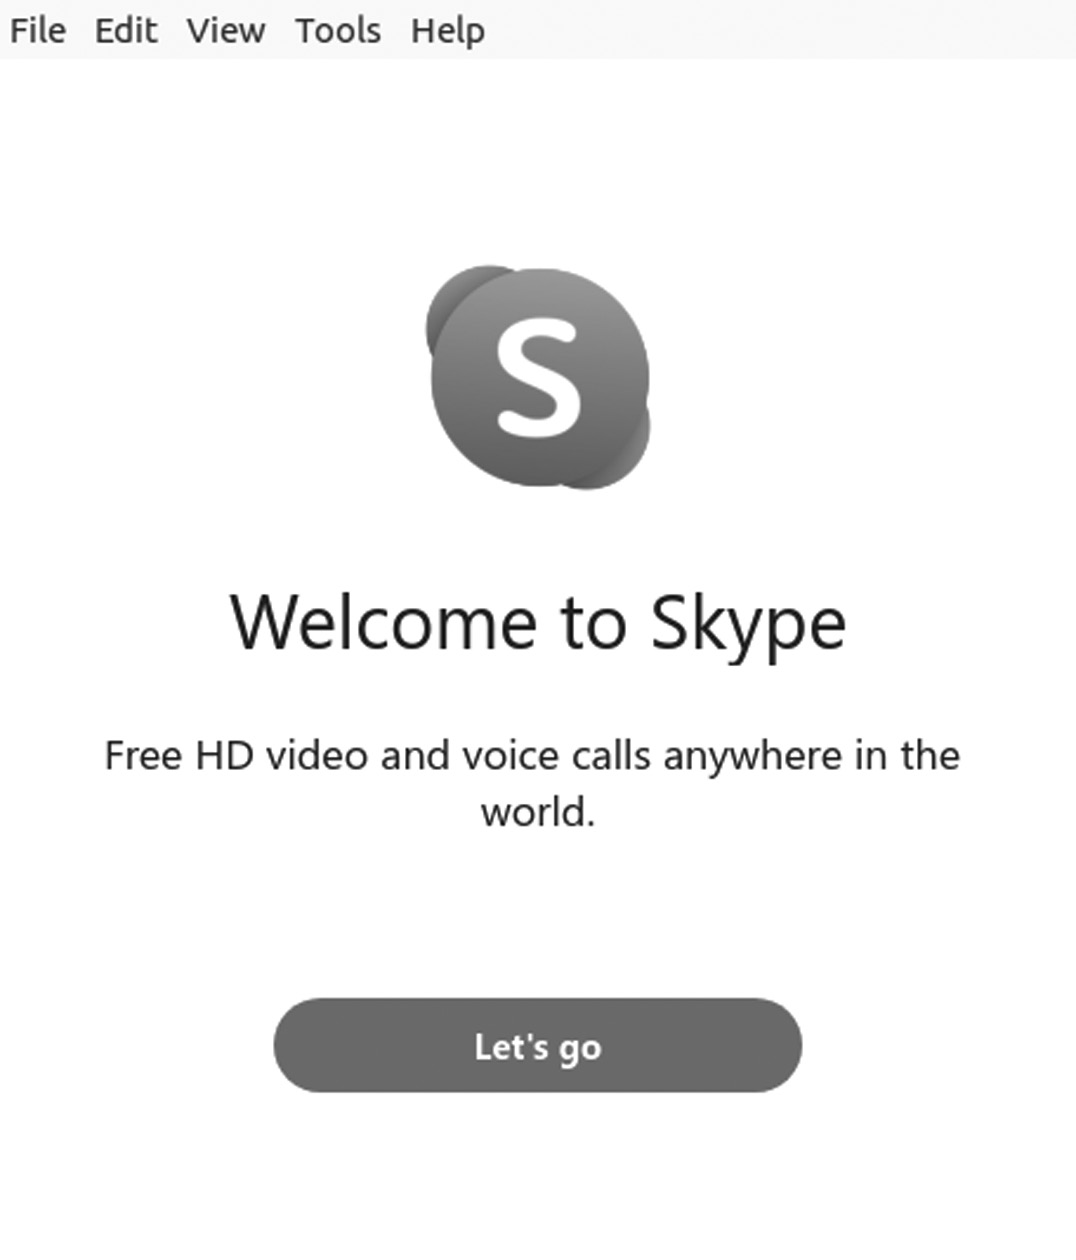 File Edit View Tools Help
S
Welcome to Skype
Free HD video and voice calls anywhere in the
world.
Let's go